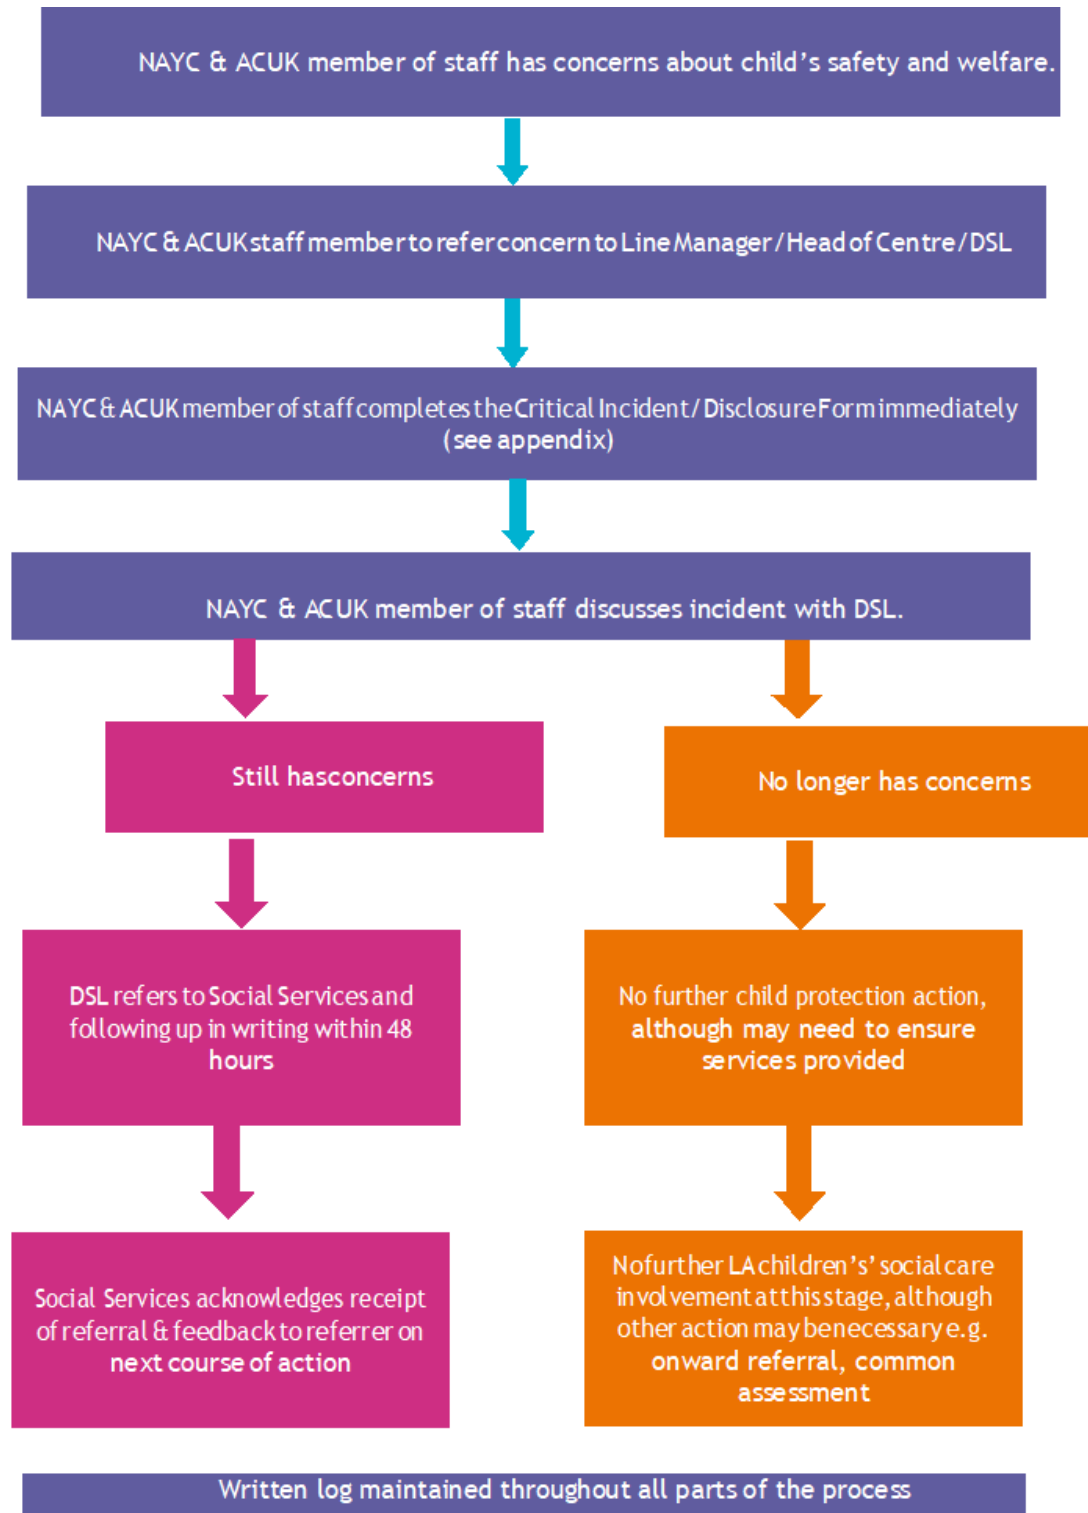 NAYC & ACUK member of staff has concerns about child's safety and welfare.
NAYC & ACUK staff member to refer concern to Line Manager / Head of Centre / DSL
NAYC & ACUK member of staff completes the Critical Incident / Disclosure Form immediately
(see appendix)
NAYC & ACUK member of staff discusses incident with DSL.
Still hasconcerns
No longer has concerns
DSL refers to Social Services and
following up in writing within 48
hours
No further child protection action,
although may need to ensure
services provided
Social Services acknowledges receipt
of referral & feedback to referrer on
next course of action
No further LA children's' social care
involvement at this stage, although
other action may be necessary e.g.
onward referral, common
assessment
Written log maintained throughout all parts of the process